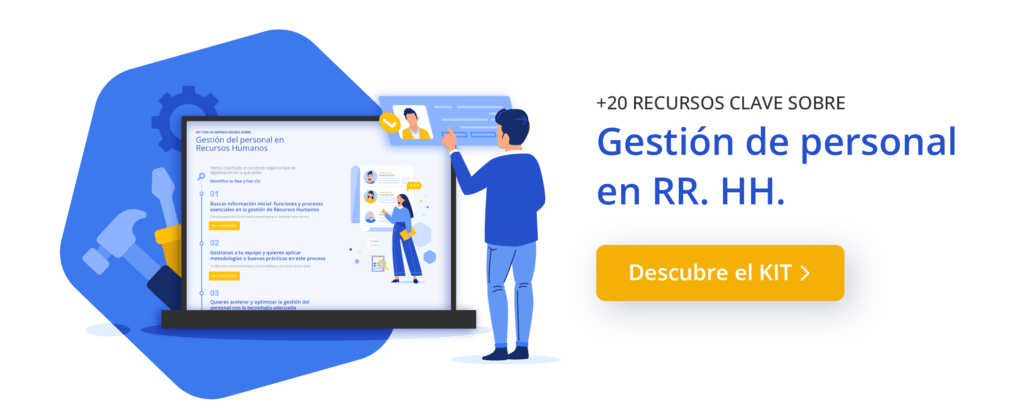 +20 RECURSOS CLAVE SOBRE
Gestión de personal
en RR. HH.
Descubre el KIT
Gestión del personal en
Recursos Humanos
Identifica tu fase y haz clic
01
Buscas información inicial: funciones y procesos
esenciales en la gestión de Recursos Humanos
02
Gestionas a tu equipo y quieres aplicar
metodologías o buenas prácticas en este proceso
03
Quieres acelerar y optimizar la gestión del
personal con la tecnología adecuada